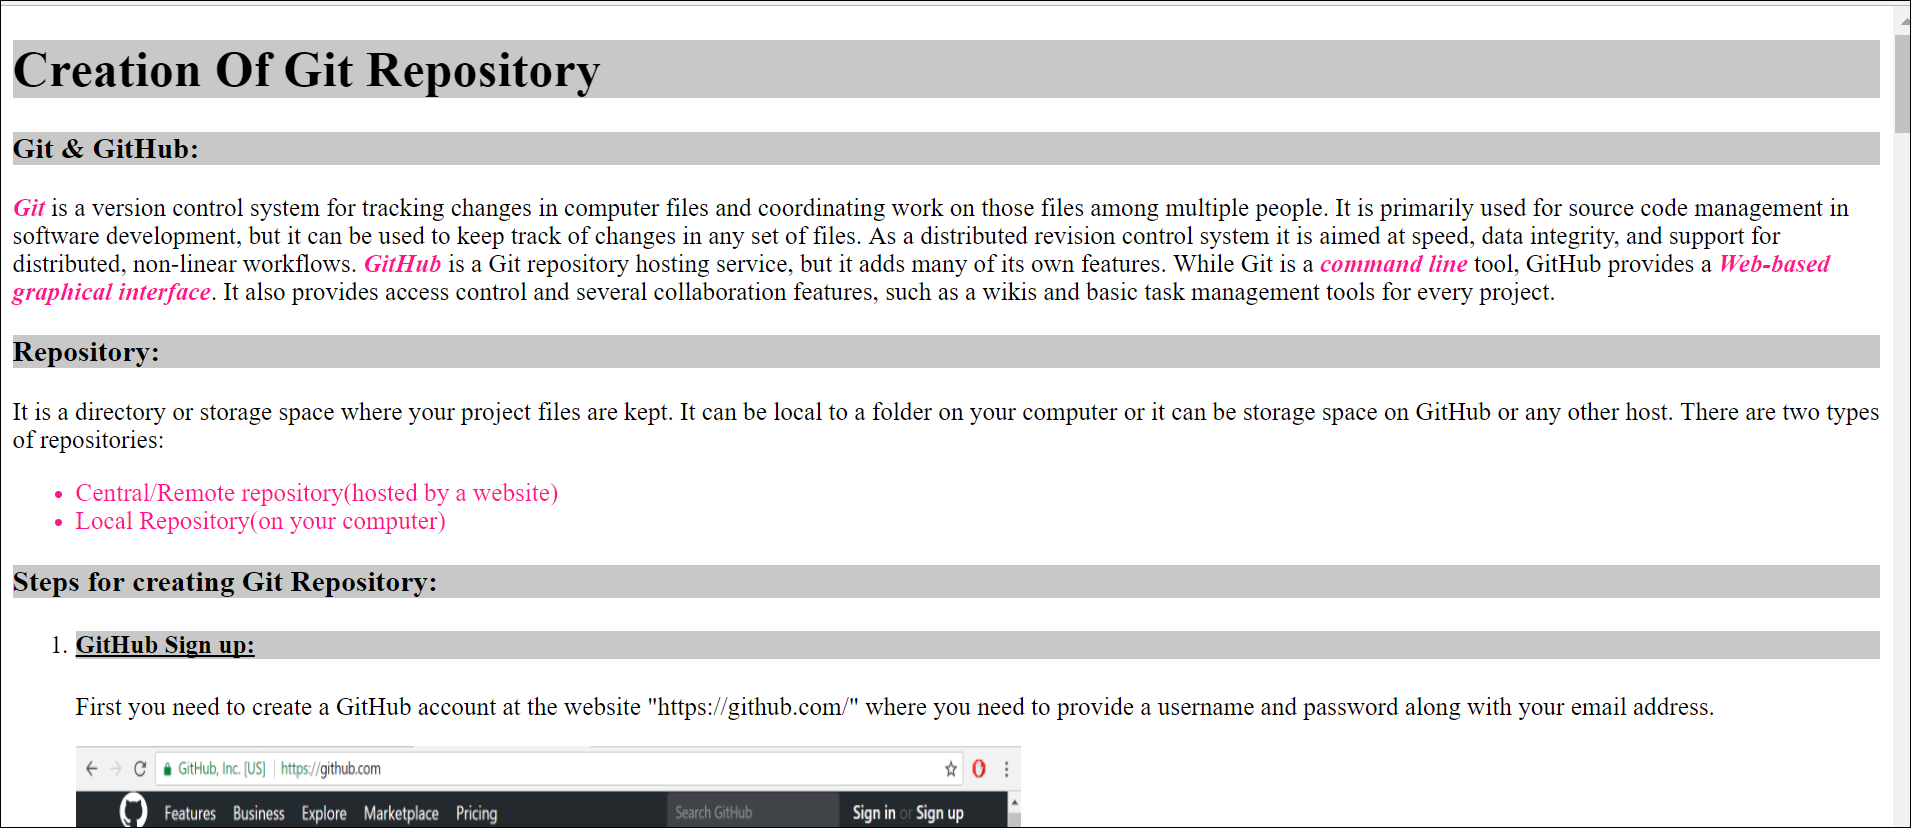 Creation Of Git Repository
Git & GitHub:
Git is a version control system for tracking changes in computer files and coordinating work on those files among multiple people. It is primarily used for source code management in
software development, but it can be used to keep track of changes in any set of files. As a distributed revision control system it is aimed at speed, data integrity, and support for
distributed, non-linear workflows. GitHub is a Git repository hosting service, but it adds many of its own features. While Git is a command line tool, GitHub provides a Web-based
graphical interface. It also provides access control and several collaboration features, such as a wikis and basic task management tools for every project.
Repository:
It is a directory or storage space where your project files are kept. It can be local to a folder on your computer or it can be storage space on GitHub or any other host. There are two types
of repositories:
• Central/Remote repository(hosted by a website)
• Local Repository(on your computer)
Steps for creating Git Repository:
1. GitHub Sign up:
First you need to create a GitHub account at the website "https://github.com/" where you need to provide a username and password along with your email address.
GitHub, Inc. [US] https://github.com
Features Business Explore Marketplace Pricing Search GitHub Sign in or Sign up